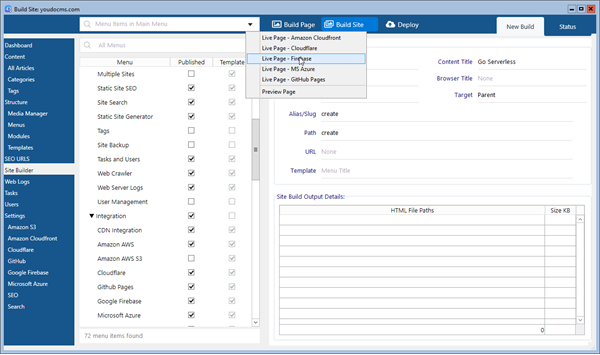 Build Site: youdocms.com
Menu Items in Main Menu
Build Page
Build Site
Deploy
New Build
Status
Dashboard
Content
All Articles
Categories
Tags
Structure
Media Manager
Menus
Modules
Templates
SEO URLS
Site Builder
Web Logs
Tasks
Users
Settings
Amazon S3
Amazon Cloudfront
Cloudflare
GitHub
Google Firebase
Microsoft Azure
SEO
Search
All Menus
Menu Published Template
Multiple Sites
Static Site SEO
Site Search
Static Site Generator
Tags
Site Backup
Tasks and Users
Web Crawler
Web Server Logs
User Management
Integration
CDN Integration
Amazon AWS
Amazon AWS S3
Cloudflare
Github Pages
Google Firebase
Microsoft Azure
72 menu items found
Live Page - Amazon Cloudfront
Live Page - Cloudflare
Live Page - Firebase
Live Page - MS Azure
Live Page - GitHub Pages
Preview Page
Content Title Go Serverless
Browser Title None
Target Parent
Alias/Slug create
Path create
URL None
Template Menu Title
Site Build Output Details:
HTML File Paths Size KB
0